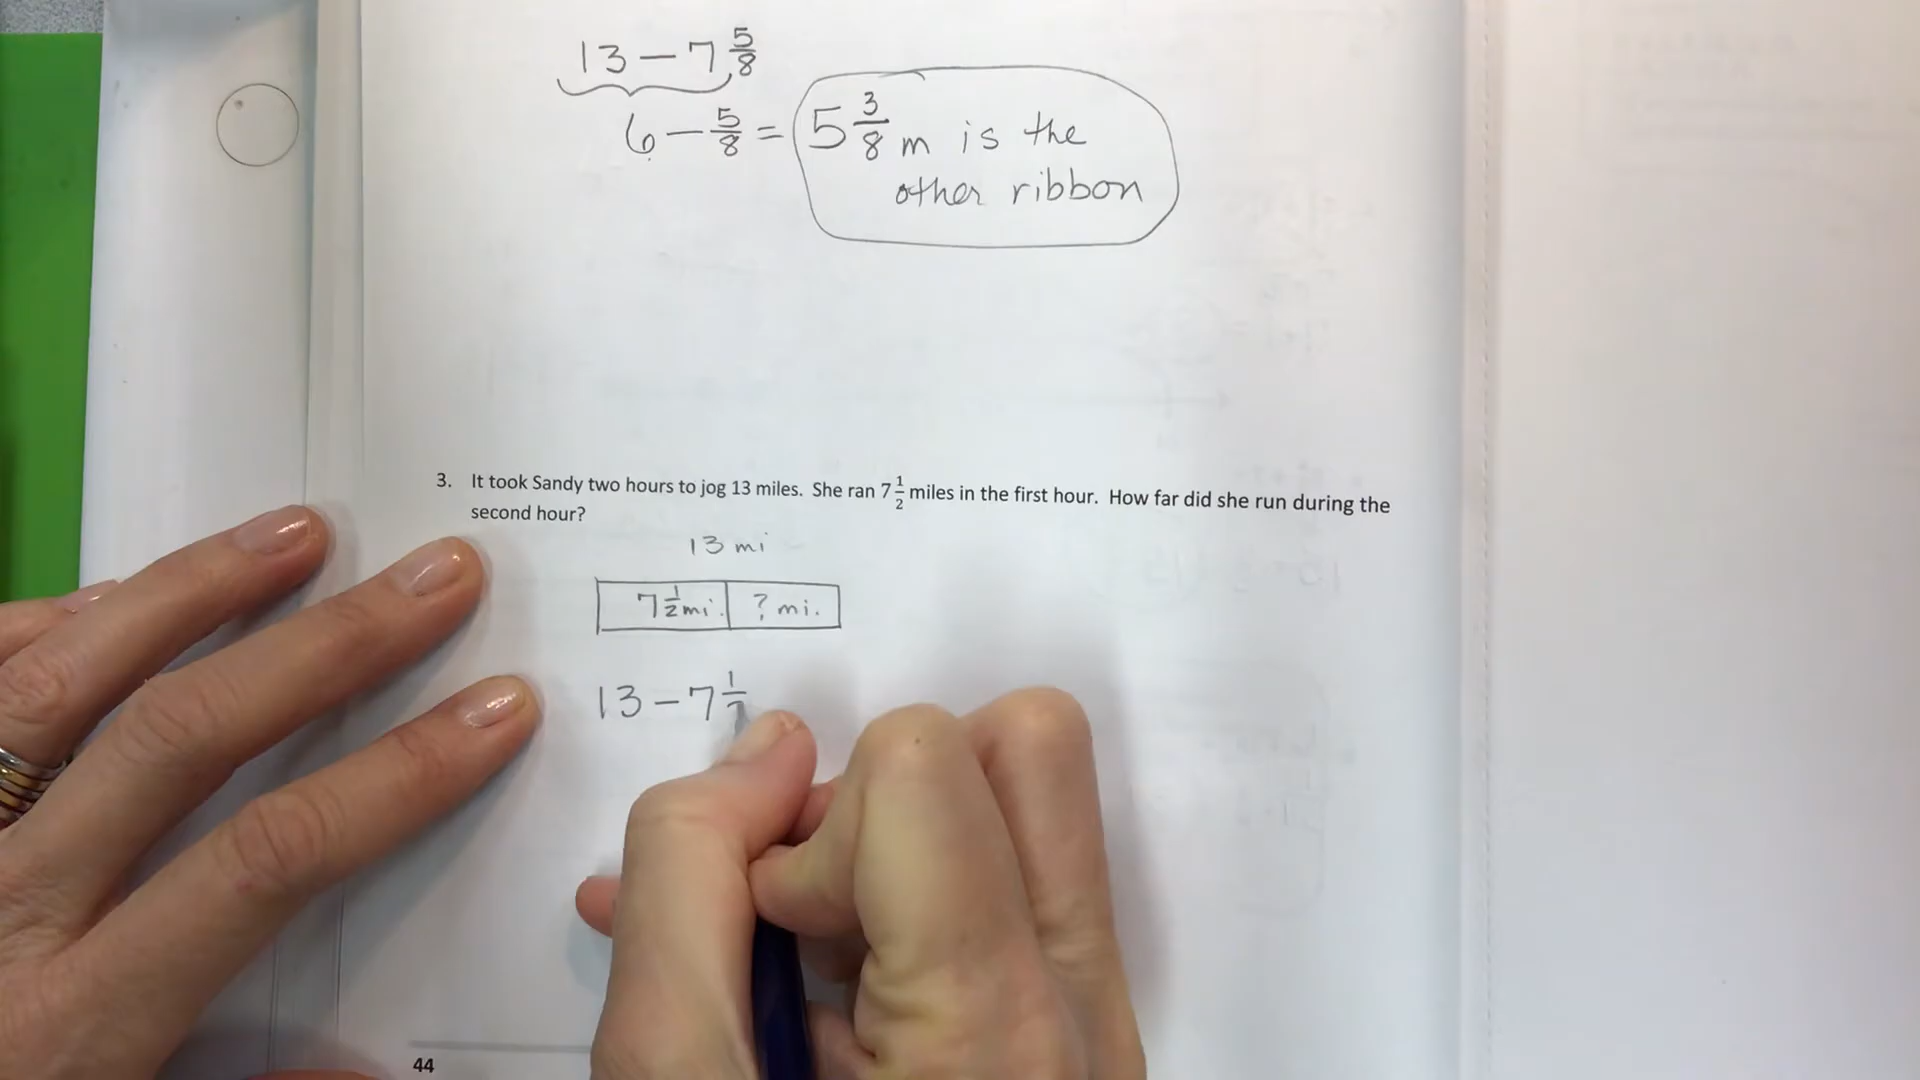 13 - 7 5/8
6 - 5/8 = 5 3/8 m is the
other ribbon
3. It took Sandy two hours to jog 13 miles. She ran 7 1/2 miles in the first hour. How far did she run during the
second hour?
13 mi
7 1/2 mi. ? mi.
13 - 7 1/
44